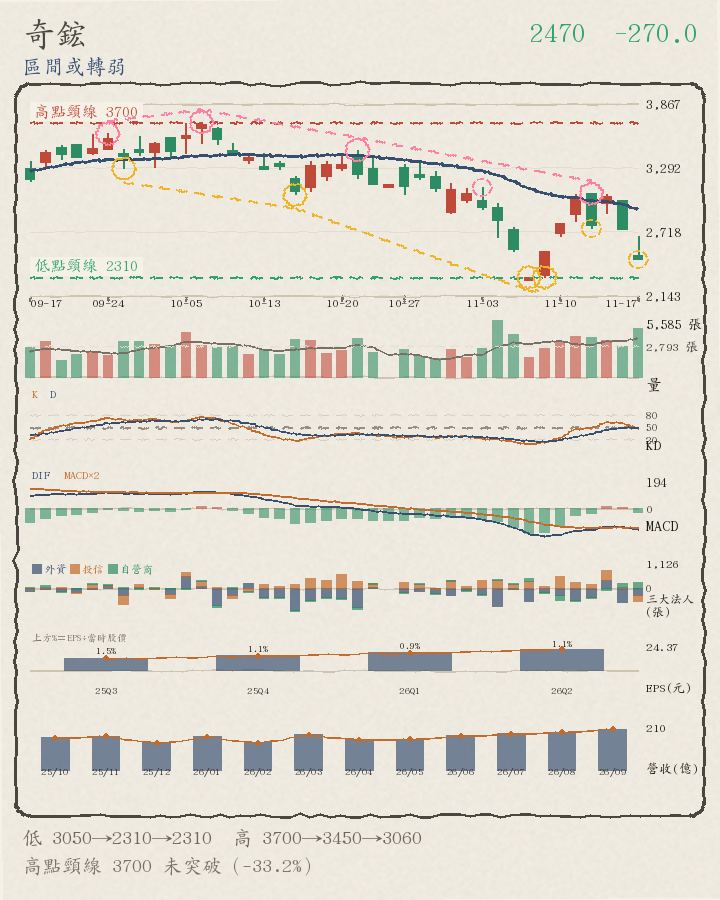 奇鋐
2470 -270.0
區間或轉弱
高點頸線 3700
3,867
3,292
2,718
低點頸線 2310
2,143
09-17 09-24 10-05 10-13 10-20 10-27 11-03 11-10 11-17
5,585 張
2,793 張
量
K D
80
50
20
KD
DIF MACD×2
194
0
MACD
外資 投信 自營商
1,126
0
三大法人
(張)
上方%=EPS÷當時股價
1.5% 1.1% 0.9% 1.1%
24.37
25Q3 25Q4 26Q1 26Q2
EPS(元)
210
25/10 25/11 25/12 26/01 26/02 26/03 26/04 26/05 26/06 26/07 26/08 26/09
營收(億)
低 3050→2310→2310 高 3700→3450→3060
高點頸線 3700 未突破 (-33.2%)